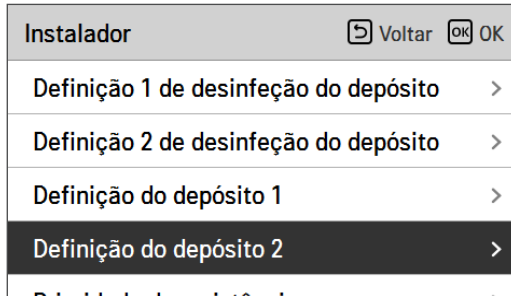 Instalador Voltar OK OK
Definição 1 de desinfeção do depósito
Definição 2 de desinfeção do depósito
Definição do depósito 1
Definição do depósito 2